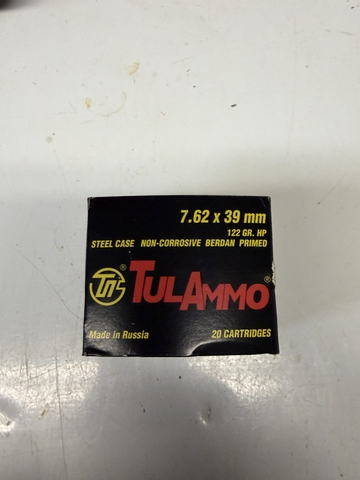 7.62 x 39 mm
122 GR. HP
STEEL CASE NON-CORROSIVE BERDAN PRIMED
® TULAMMO®
Made in Russia 20 CARTRIDGES